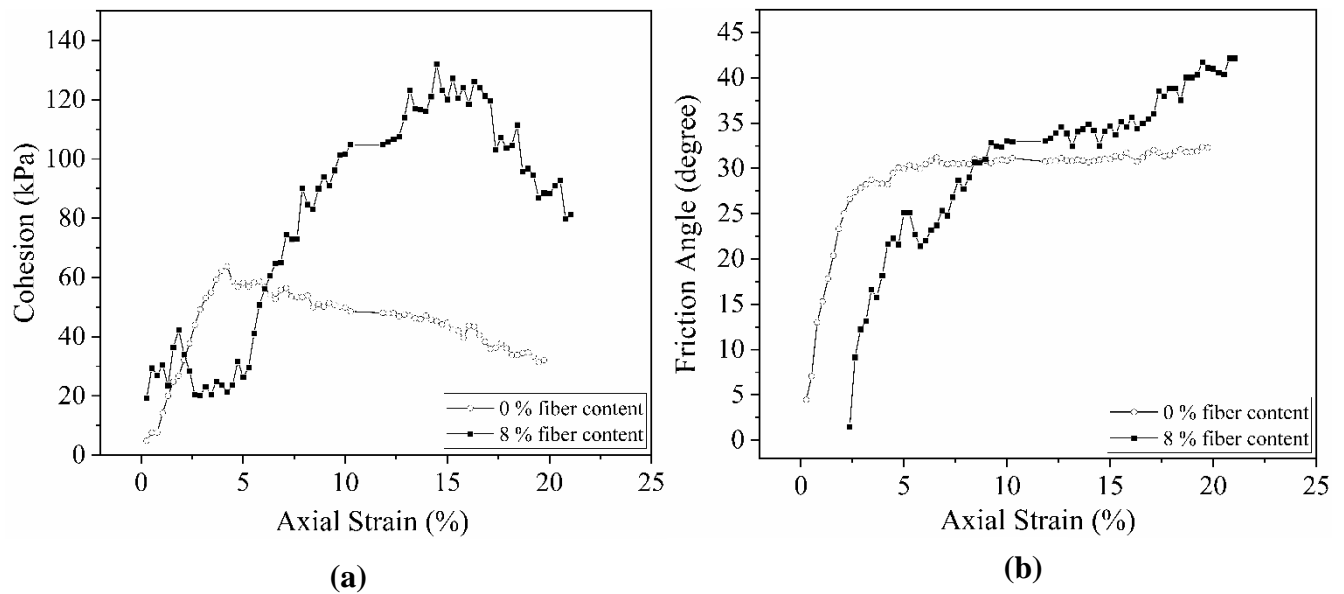 140
120
100
80
60
40
20
0
Cohesion (kPa)
0 % fiber content
8 % fiber content
0 5 10 15 20 25
Axial Strain (%)
(a)
45
40
35
30
25
20
15
10
5
0
Friction Angle (degree)
0 % fiber content
8 % fiber content
0 5 10 15 20 25
Axial Strain (%)
(b)